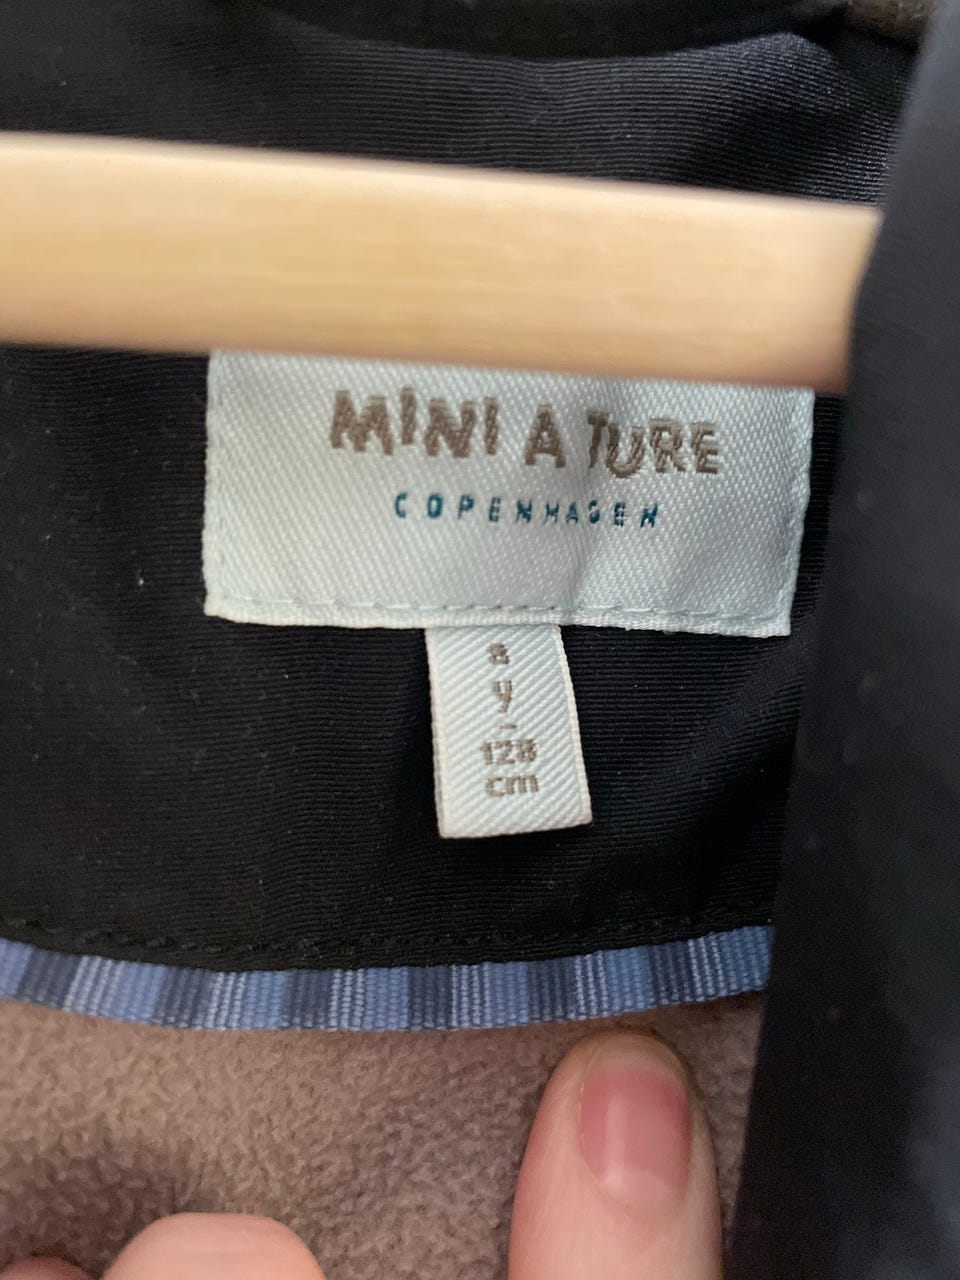 MINI A TURE
COPENHAGEN
8
y
-
128
cm